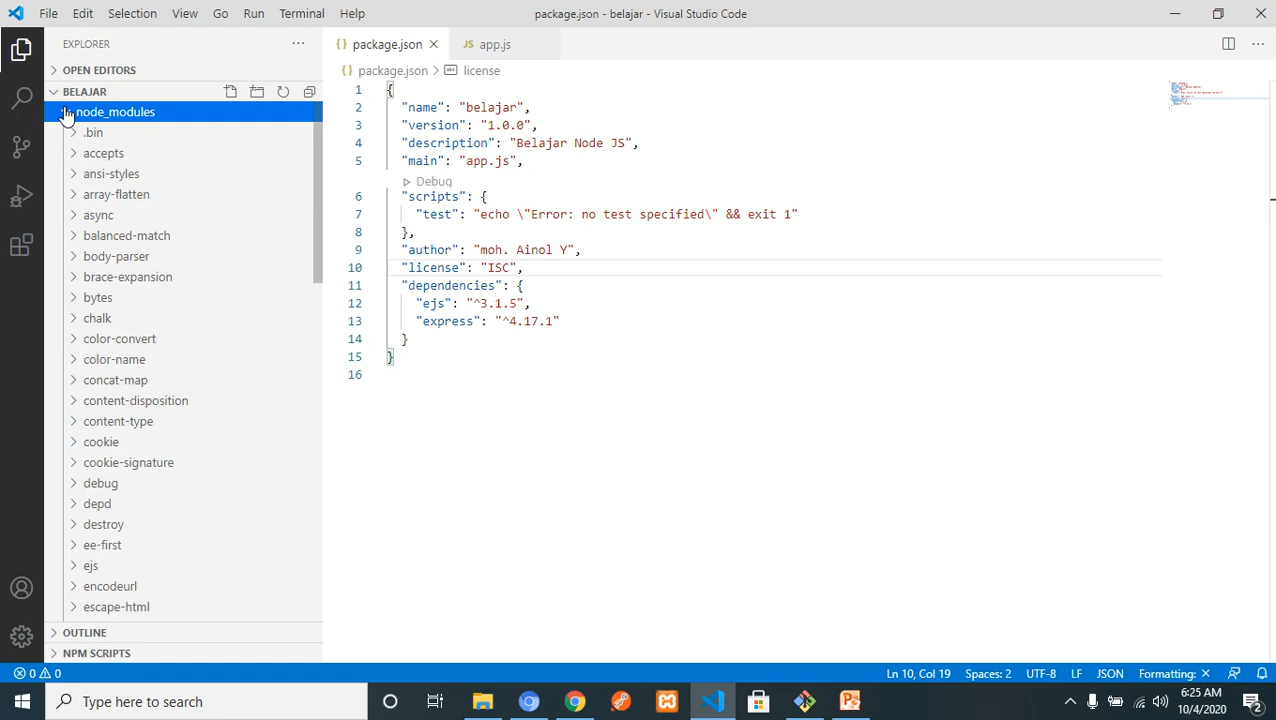 File Edit Selection View Go Run Terminal Help package.json - belajar - Visual Studio Code
EXPLORER
OPEN EDITORS
BELAJAR
node_modules
.bin
accepts
ansi-styles
array-flatten
async
balanced-match
body-parser
brace-expansion
bytes
chalk
color-convert
color-name
concat-map
content-disposition
content-type
cookie
cookie-signature
debug
depd
destroy
ee-first
ejs
encodeurl
escape-html
OUTLINE
NPM SCRIPTS
{} package.json JS app.js
{} package.json > abc license
1 {
2 "name": "belajar",
3 "version": "1.0.0",
4 "description": "Belajar Node JS",
5 "main": "app.js",
Debug
6 "scripts": {
7 "test": "echo \"Error: no test specified\" && exit 1"
8 },
9 "author": "moh. Ainol Y",
10 "license": "ISC",
11 "dependencies": {
12 "ejs": "^3.1.5",
13 "express": "^4.17.1"
14 }
15 }
16
0 0 Ln 10, Col 19 Spaces: 2 UTF-8 LF JSON Formatting: ×
Type here to search
6:25 AM
10/4/2020
2